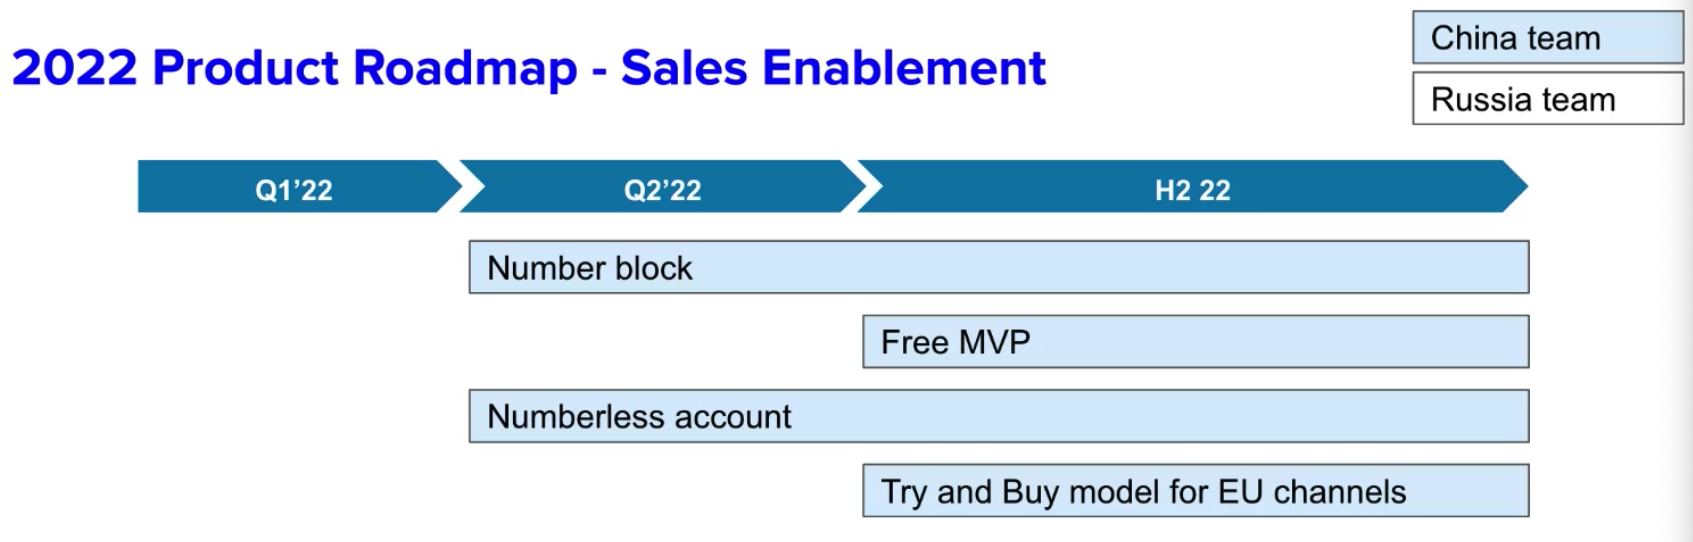 China team
2022 Product Roadmap - Sales Enablement
Russia team
Q1’22
Q2’22
H2 22
Number block
Free MVP
Numberless account
Try and Buy model for EU channels